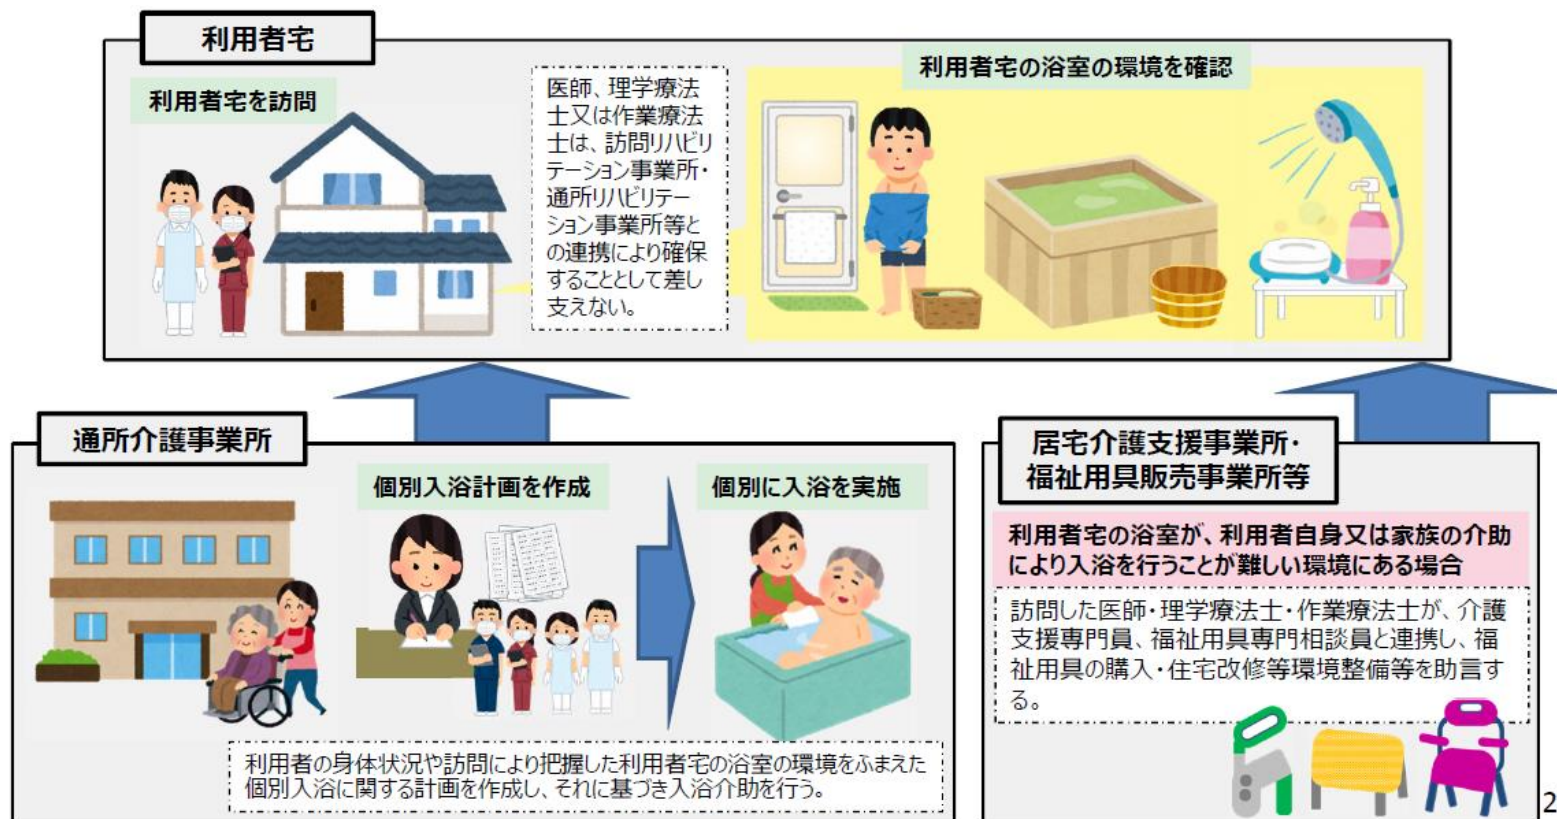 利用者宅
利用者宅を訪問
医師、理学療法
士又は作業療法
士は、訪問リハビリ
テーション事業所・
通所リハビリテー
ション事業所等と
の連携により確保
することとして差し
支えない。
利用者宅の浴室の環境を確認
通所介護事業所
個別入浴計画を作成
個別に入浴を実施
利用者の身体状況や訪問により把握した利用者宅の浴室の環境をふまえた
個別入浴に関する計画を作成し、それに基づき入浴介助を行う。
居宅介護支援事業所・
福祉用具販売事業所等
利用者宅の浴室が、利用者自身又は家族の介助
により入浴を行うことが難しい環境にある場合
訪問した医師・理学療法士・作業療法士が、介護
支援専門員、福祉用具専門相談員と連携し、福
祉用具の購入・住宅改修等環境整備等を助言す
る。
2